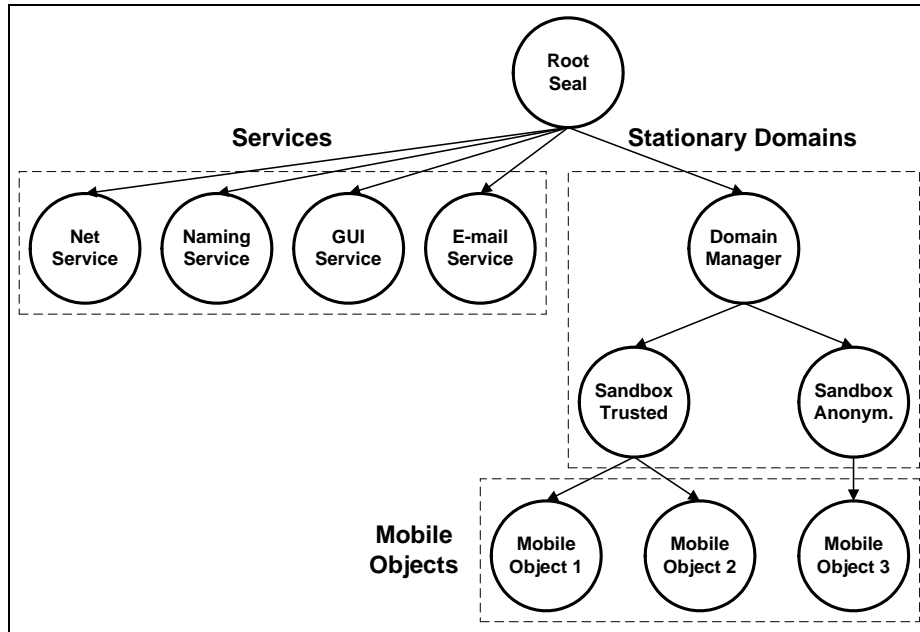 Root
Seal
Services
Stationary Domains
Net
Service
Naming
Service
GUI
Service
E-mail
Service
Domain
Manager
Sandbox
Trusted
Sandbox
Anonym.
Mobile
Objects
Mobile
Object 1
Mobile
Object 2
Mobile
Object 3